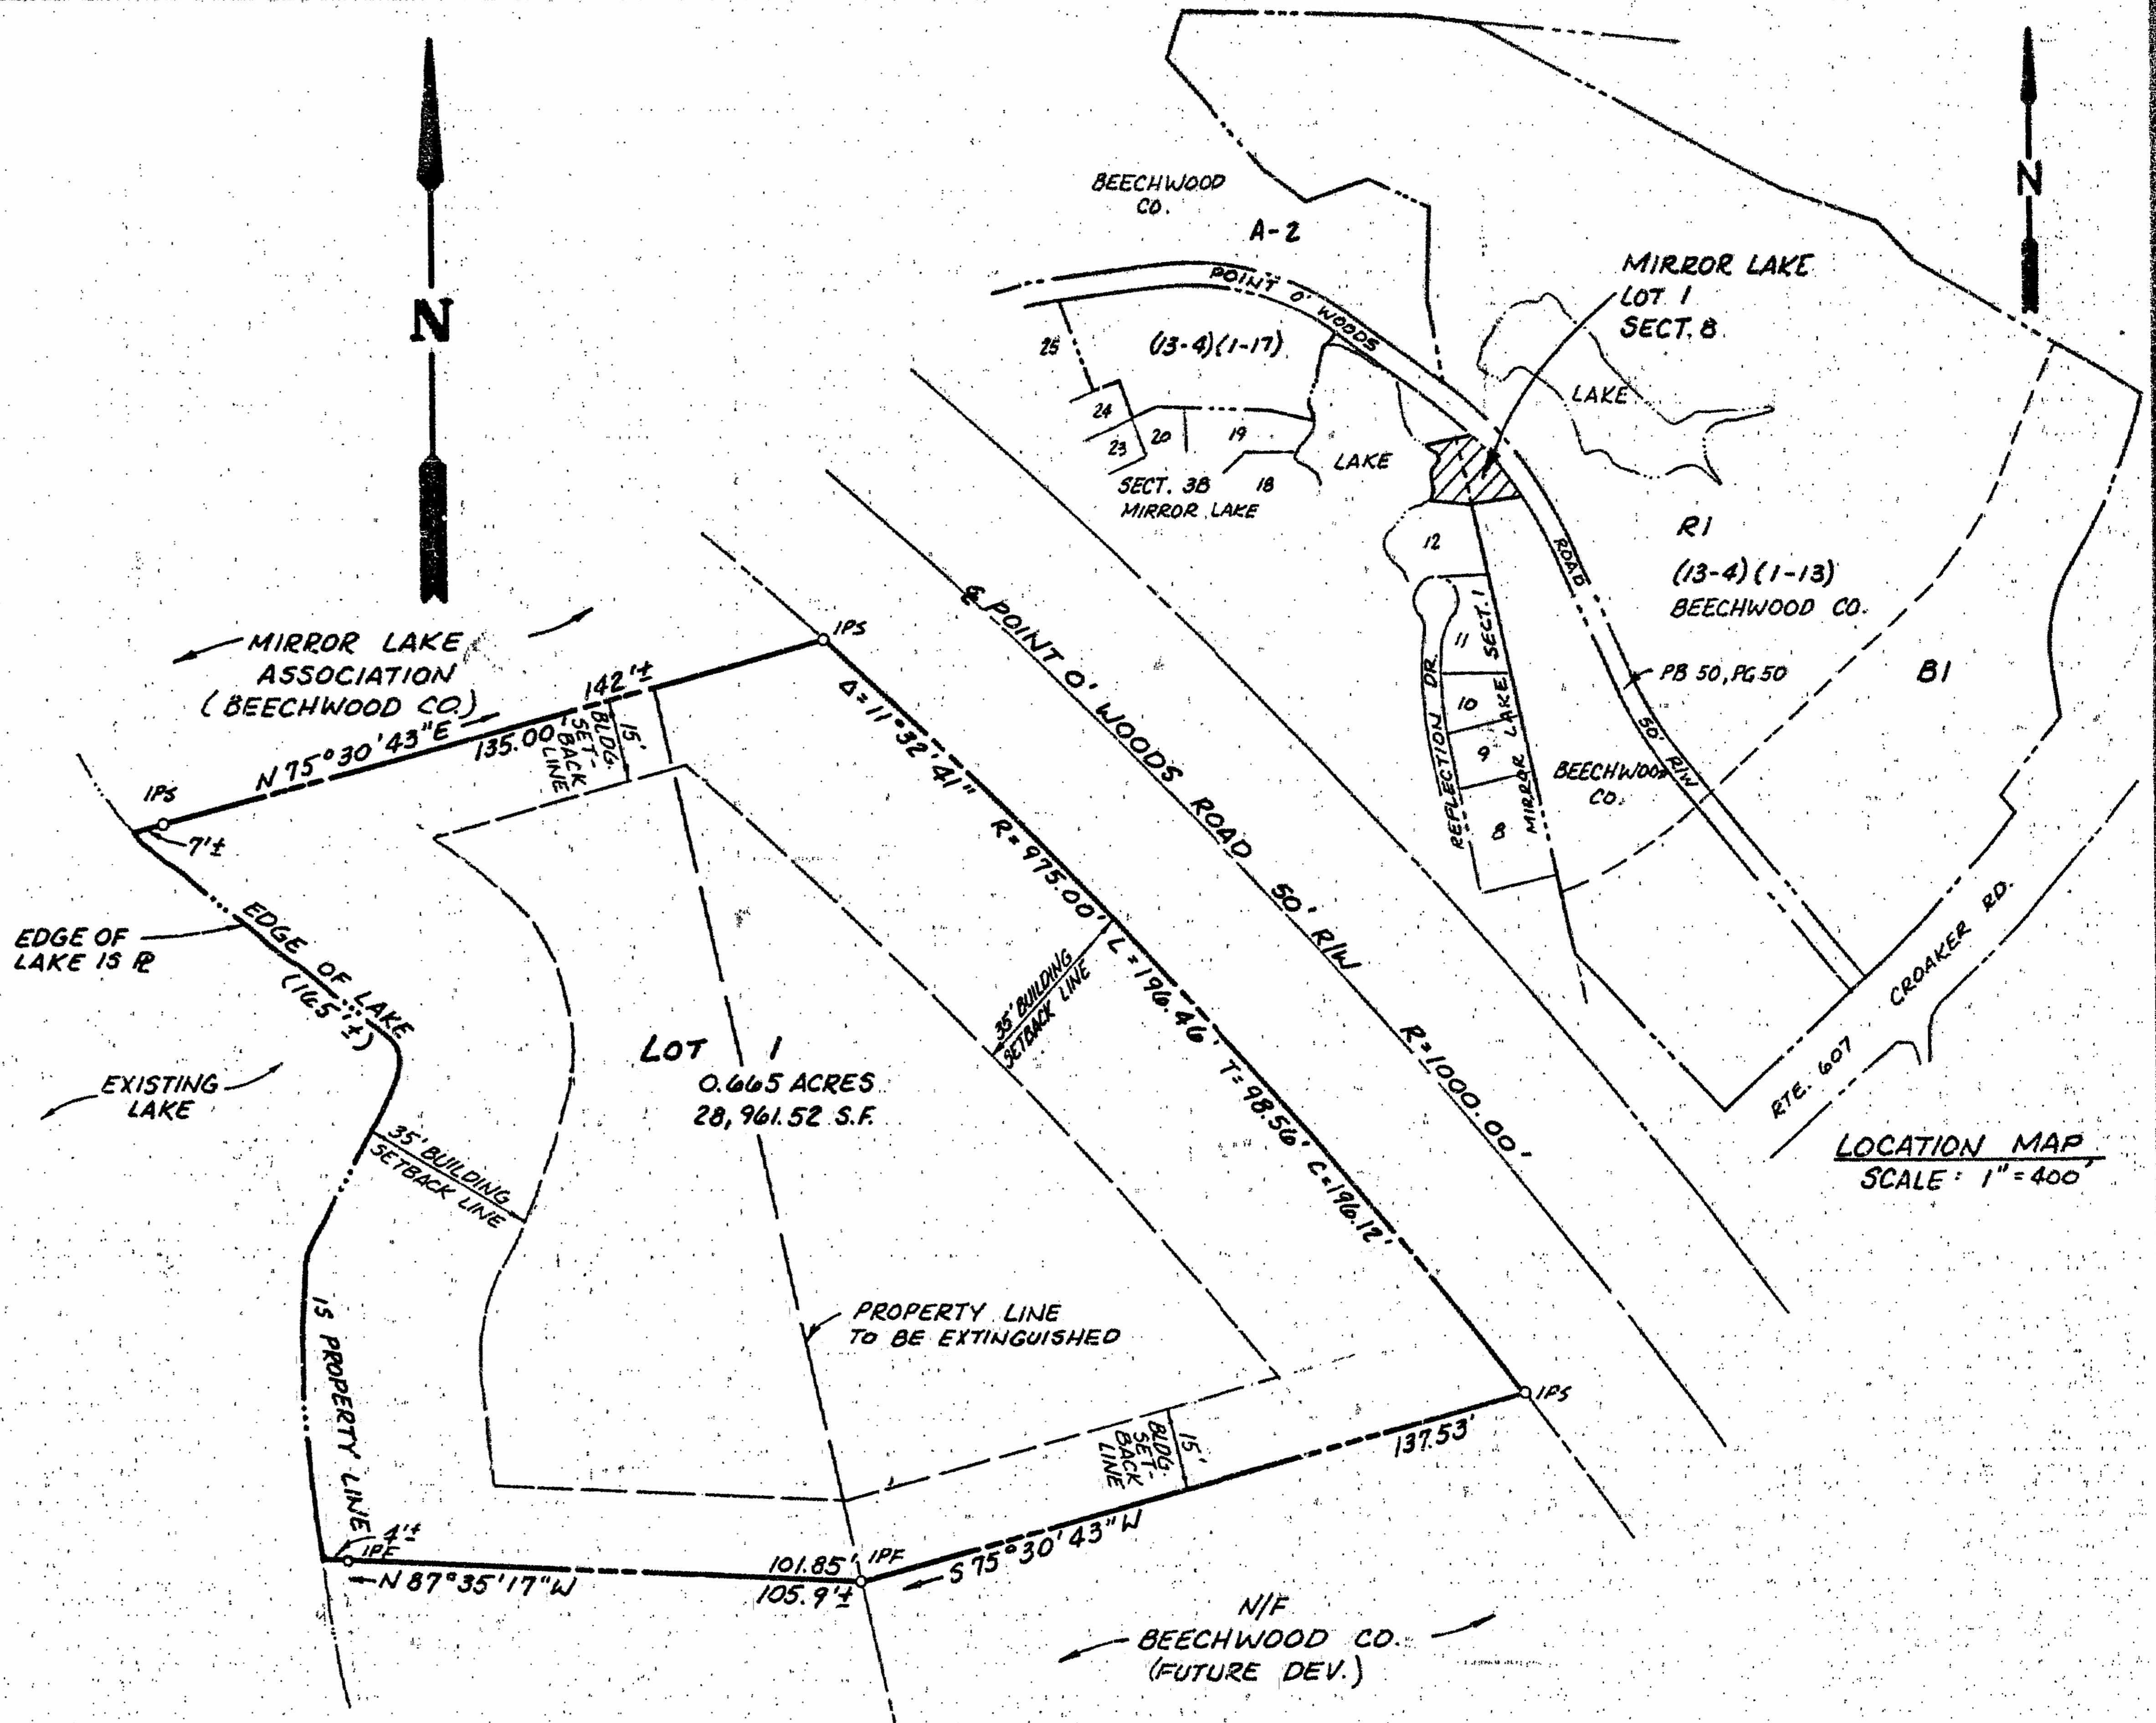 N
MIRROR LAKE
ASSOCIATION
(BEECHWOOD CO.)
N 75°30'43"E
135.00'
142'±
15'
BLDG.
SET-
BACK
LINE
IPS
IPS
7'±
EDGE OF
LAKE IS PL
EDGE OF LAKE
(165'±)
EXISTING
LAKE
35' BUILDING
SETBACK LINE
IS PROPERTY LINE
LOT 1
0.665 ACRES
28,961.52 S.F.
PROPERTY LINE
TO BE EXTINGUISHED
Δ=11°32'41" R=975.00' L=196.46' T=98.56' C=196.12'
35' BUILDING
SETBACK LINE
℄ POINT O' WOODS ROAD 50' R/W R=1000.00'
IPS
137.53'
15'
BLDG.
SET-
BACK
LINE
S 75°30'43"W
4'±
IPF
N 87°35'17"W
101.85'
105.9'±
IPF
N/F
BEECHWOOD CO.
(FUTURE DEV.)
N
BEECHWOOD
CO.
A-2
POINT O' WOODS
ROAD
MIRROR LAKE
LOT 1
SECT. 8
25
(13-4)(1-17)
24
23
20
19
18
LAKE
LAKE
SECT. 3B
MIRROR LAKE
12
11
10
9
8
REFLECTION DR.
MIRROR LAKE SECT. 1
R1
(13-4)(1-13)
BEECHWOOD CO.
PB 50, PG 50
B1
50' R/W
BEECHWOOD
CO.
RTE. 607 CROAKER RD.
LOCATION MAP
SCALE: 1"=400'